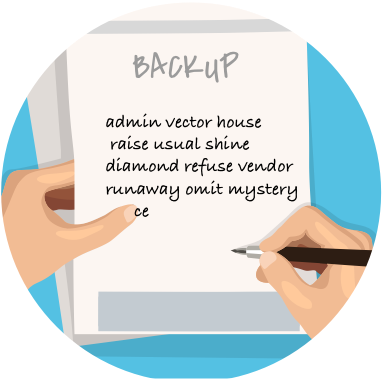 BACKUP
admin vector house
raise usual shine
diamond refuse vendor
runaway omit mystery
ce